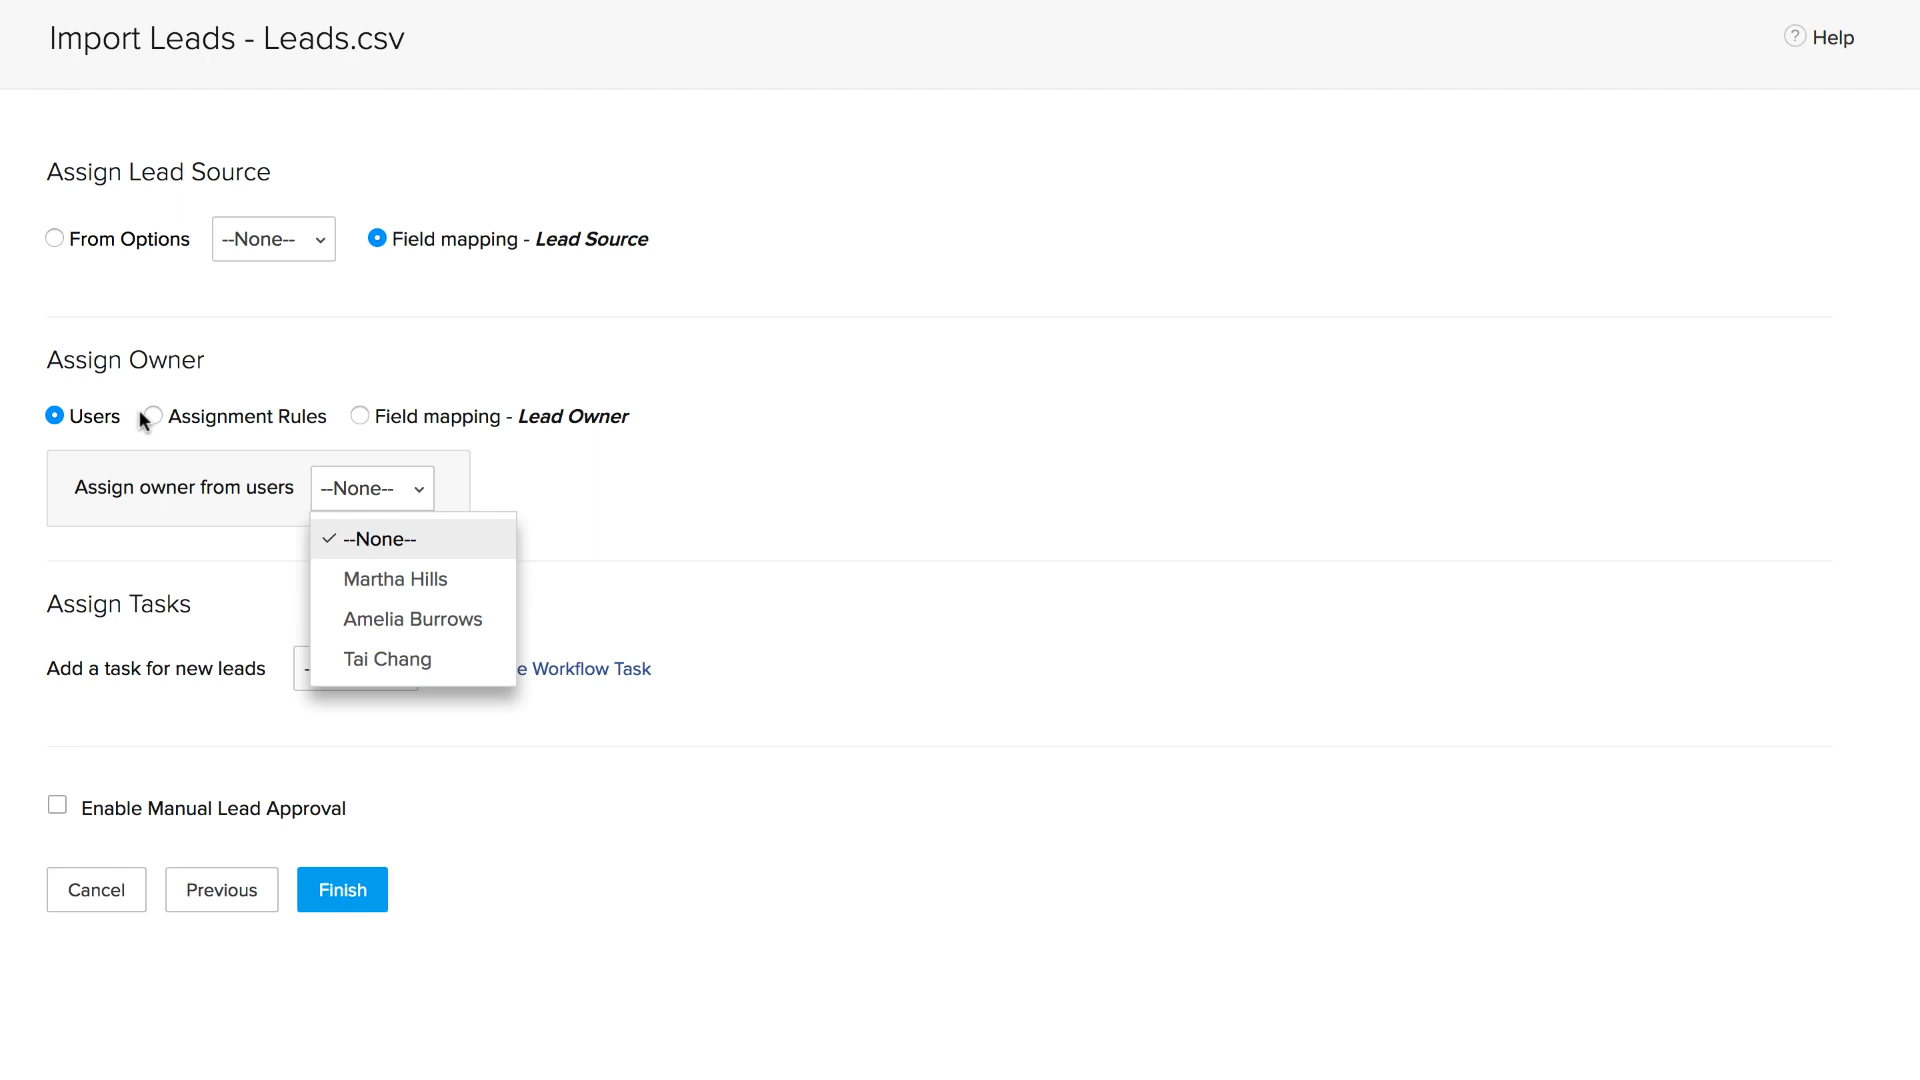 Import Leads - Leads.csv
? Help
Assign Lead Source
From Options --None-- Field mapping - Lead Source
Assign Owner
Users Assignment Rules Field mapping - Lead Owner
Assign owner from users --None--
--None--
Martha Hills
Amelia Burrows
Tai Chang
Assign Tasks
Add a task for new leads Workflow Task
Enable Manual Lead Approval
Cancel Previous Finish